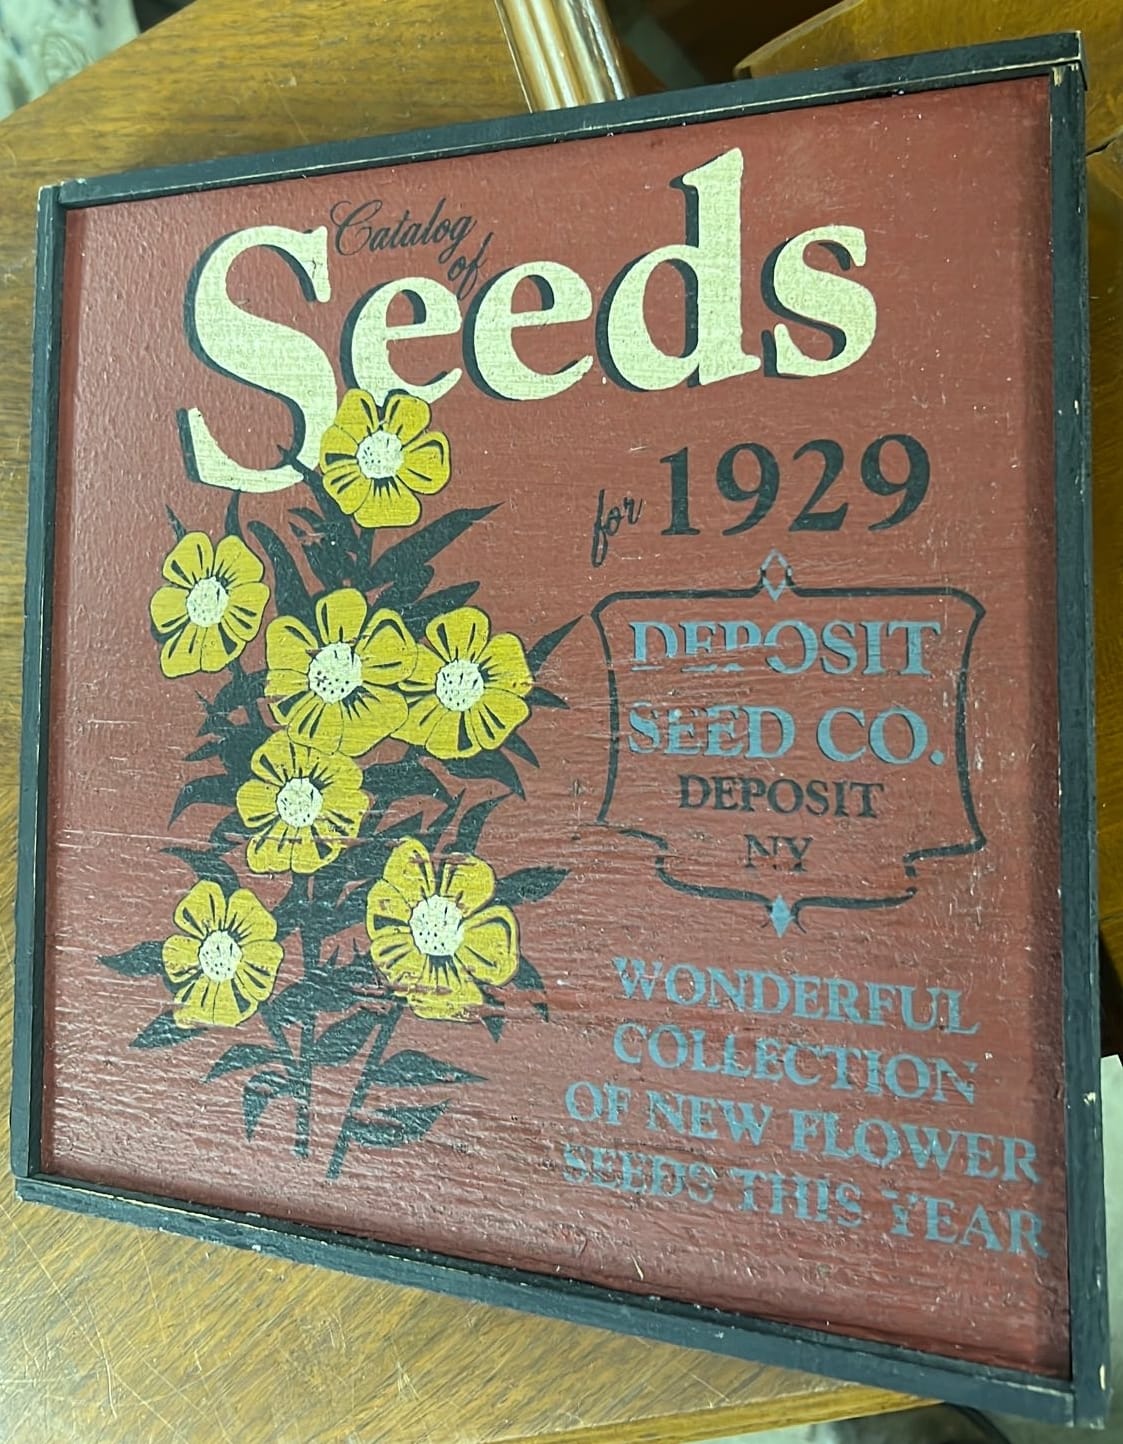 Catalog
of
Seeds
for 1929
DEPOSIT
SEED CO.
DEPOSIT
NY
WONDERFUL
COLLECTION
OF NEW FLOWER
SEEDS THIS YEAR